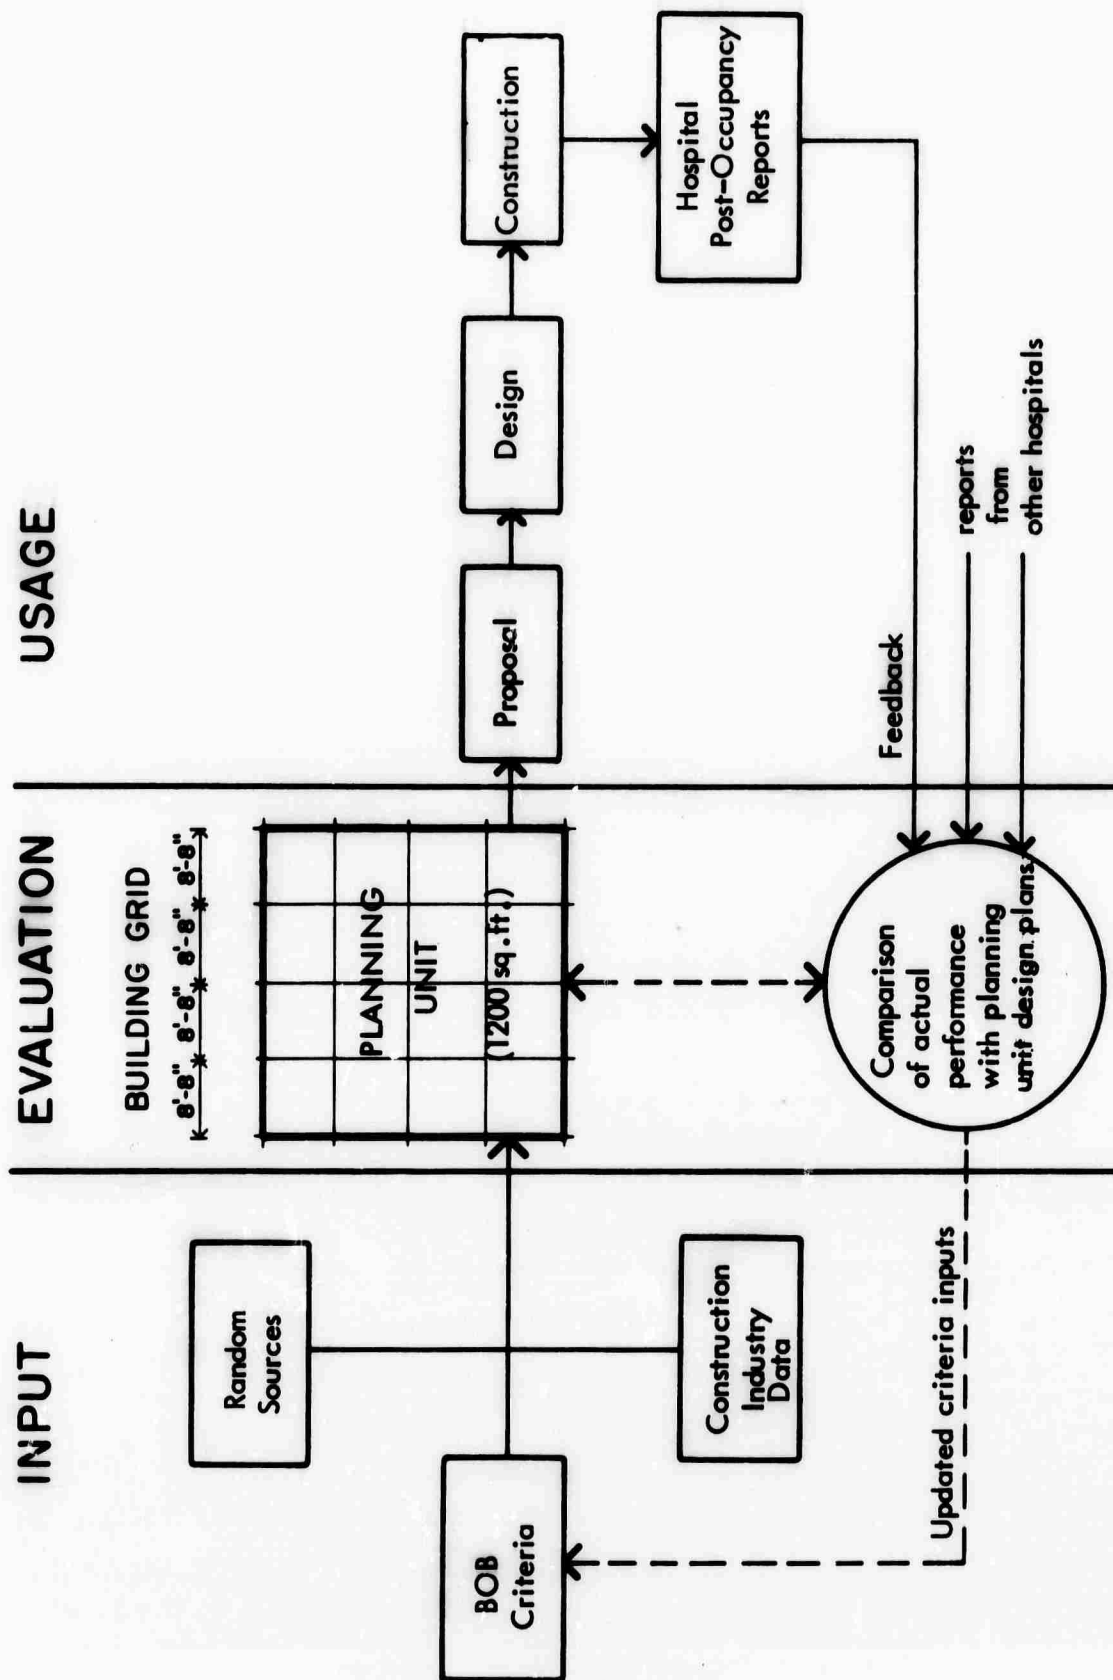 INPUT
EVALUATION
USAGE
Random
Sources
BOB
Criteria
Construction
Industry
Data
Updated criteria inputs
BUILDING GRID
8'-8" 8'-8" 8'-8" 8'-8"
PLANNING
UNIT
(1200 sq.ft.)
Comparison
of actual
performance
with planning
unit design plans.
Proposal
Design
Construction
Hospital
Post-Occupancy
Reports
Feedback
reports
from
other hospitals